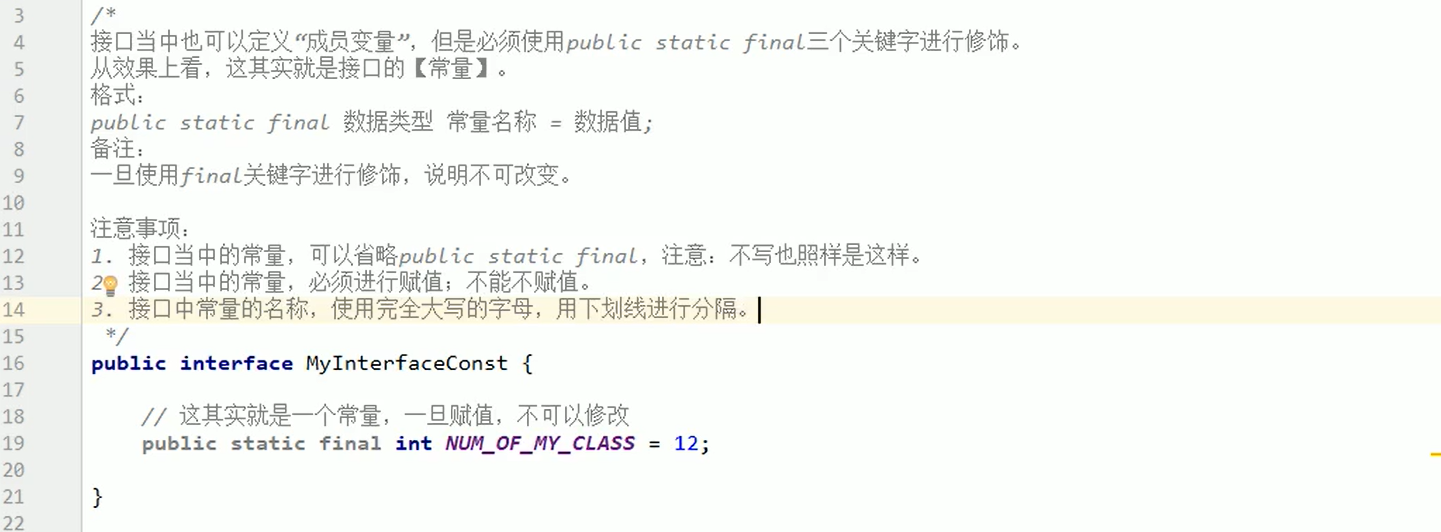 3 /*
4 接口当中也可以定义“成员变量”，但是必须使用public static final三个关键字进行修饰。
5 从效果上看，这其实就是接口的【常量】。
6 格式：
7 public static final 数据类型 常量名称 = 数据值;
8 备注：
9 一旦使用final关键字进行修饰，说明不可改变。
10
11 注意事项：
12 1. 接口当中的常量，可以省略public static final，注意：不写也照样是这样。
13 2 接口当中的常量，必须进行赋值；不能不赋值。
14 3. 接口中常量的名称，使用完全大写的字母，用下划线进行分隔。
15 */
16 public interface MyInterfaceConst {
17
18 // 这其实就是一个常量，一旦赋值，不可以修改
19 public static final int NUM_OF_MY_CLASS = 12;
20
21 }
22